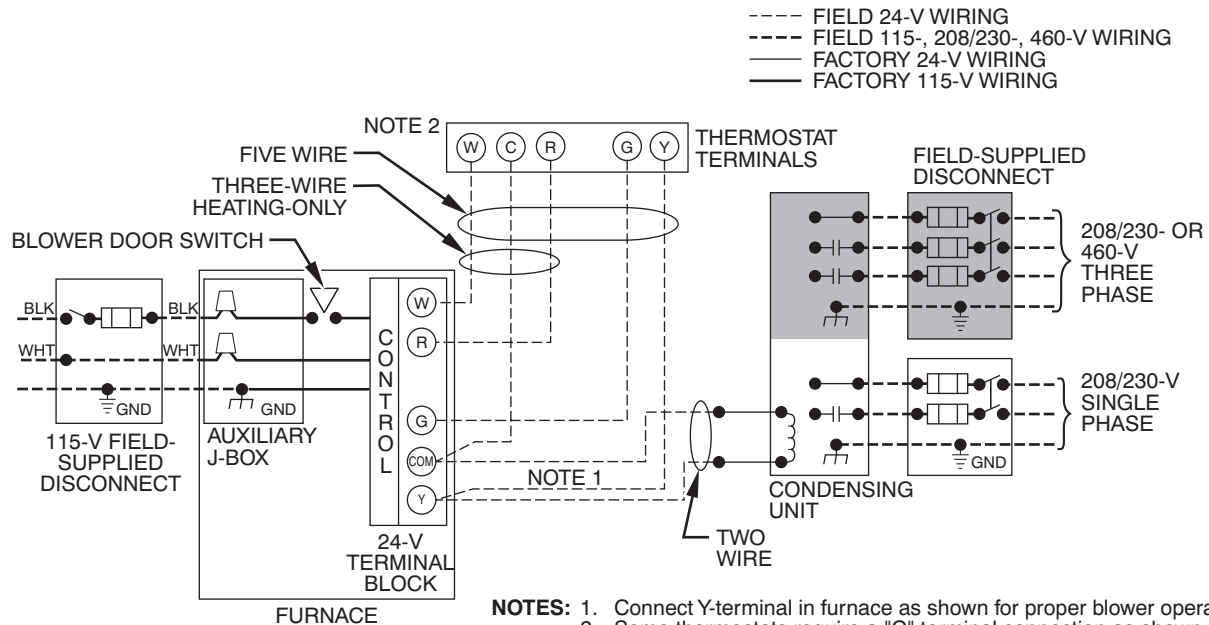 FIELD 24-V WIRING
FIELD 115-, 208/230-, 460-V WIRING
FACTORY 24-V WIRING
FACTORY 115-V WIRING
NOTE 2
W C R G Y
THERMOSTAT
TERMINALS
FIVE WIRE
THREE-WIRE
HEATING-ONLY
BLOWER DOOR SWITCH
FIELD-SUPPLIED
DISCONNECT
208/230- OR
460-V
THREE
PHASE
BLK
BLK
WHT
WHT
GND
GND
115-V FIELD-
SUPPLIED
DISCONNECT
AUXILIARY
J-BOX
CONTROL
W
R
G
COM
Y
NOTE 1
24-V
TERMINAL
BLOCK
FURNACE
TWO
WIRE
CONDENSING
UNIT
208/230-V
SINGLE
PHASE
GND
NOTES: 1. Connect Y-terminal in furnace as shown for proper blower opera